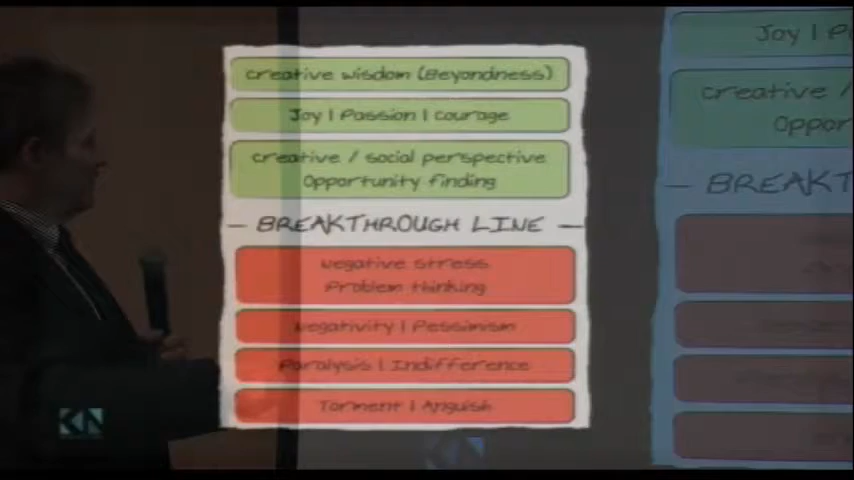 creative wisdom (Beyondness)
Joy | Passion | courage
creative / social perspective
Opportunity finding
— BREAKTHROUGH LINE —
Negative stress
Problem thinking
Negativity | Pessimism
Paralysis | Indifference
Torment | Anguish
KN
Joy | P
creative /
Oppor
— BREAKT